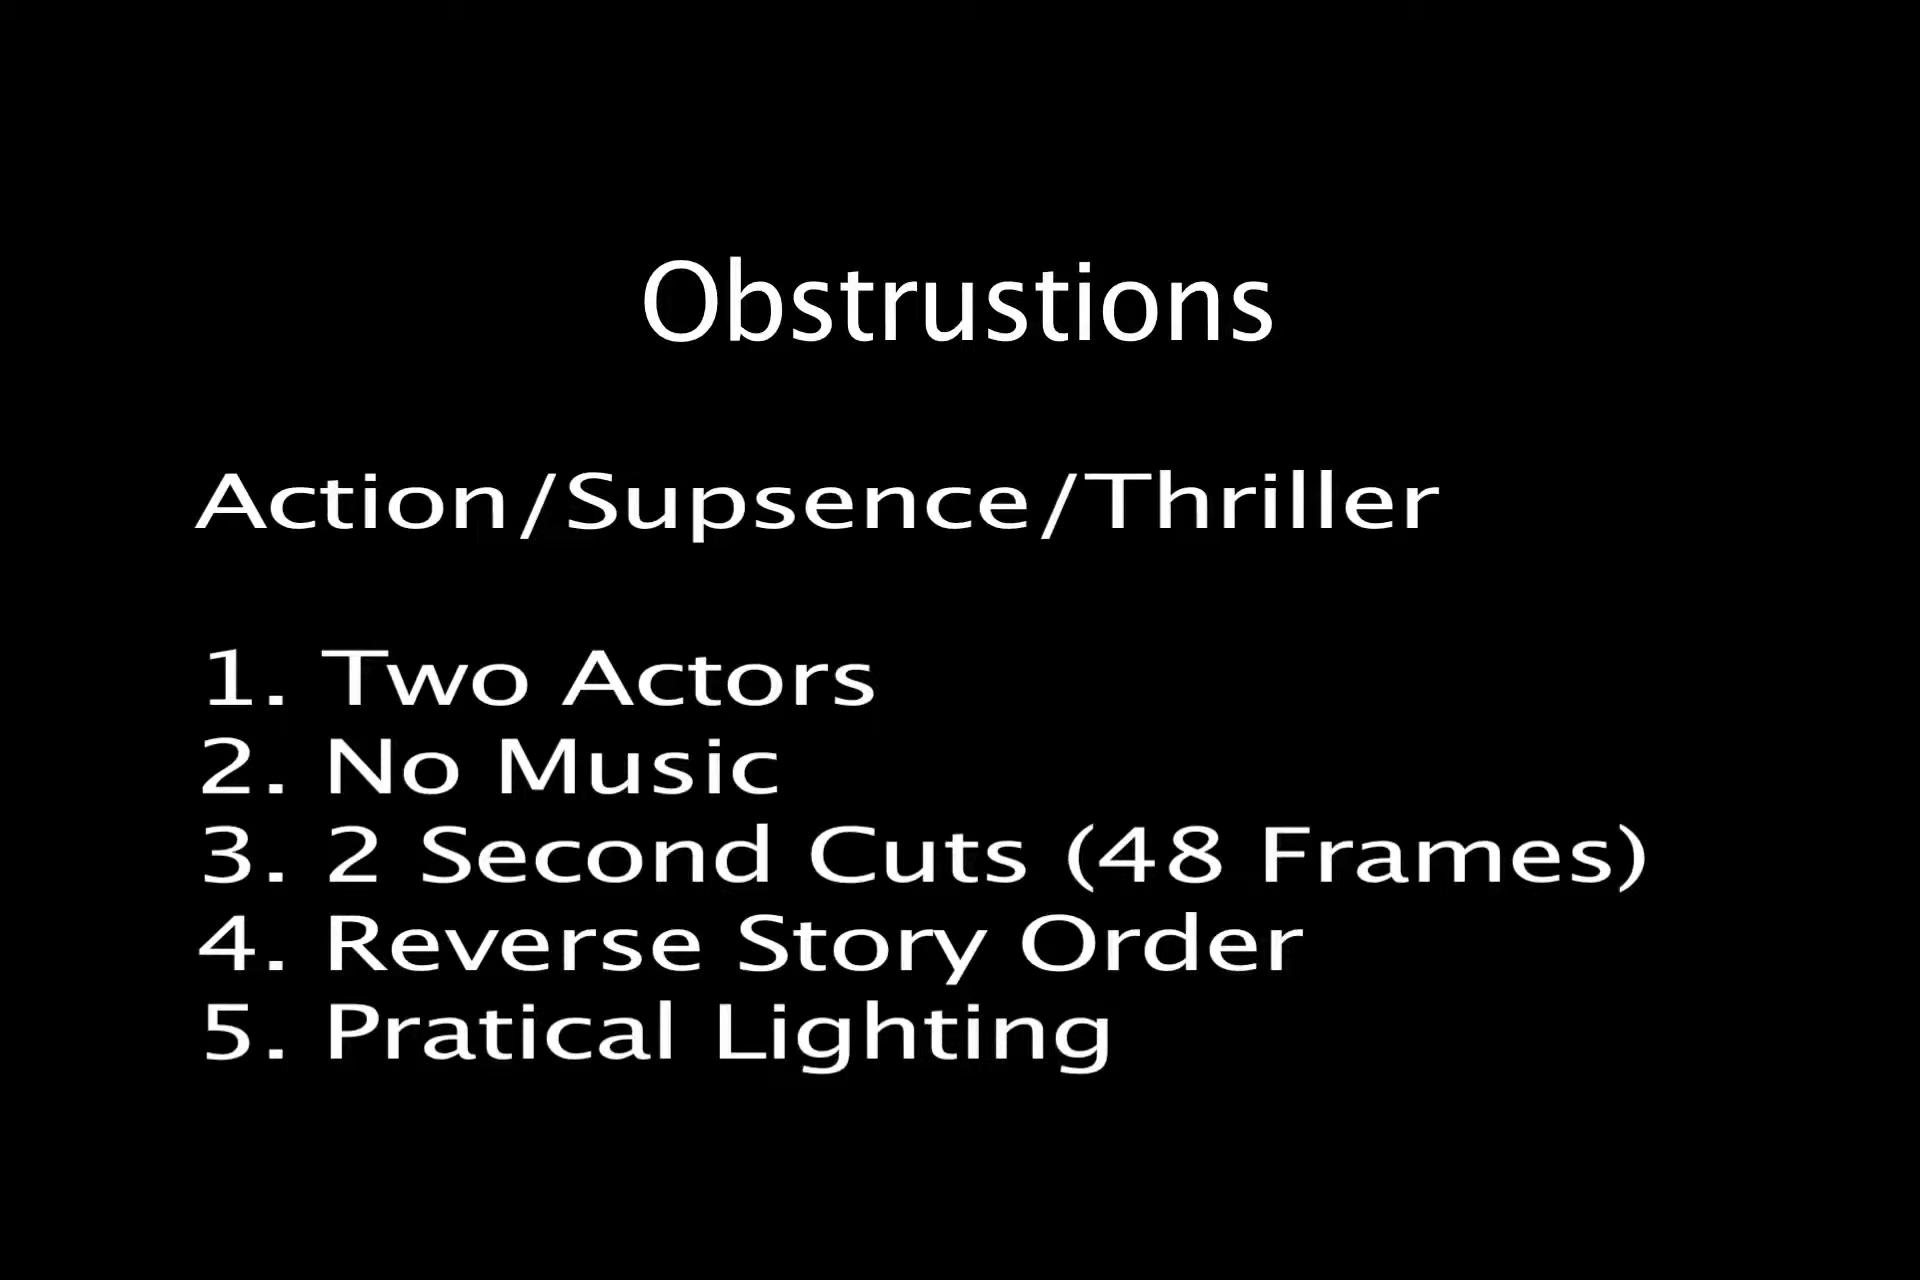 Obstrustions
Action/Supsence/Thriller
1. Two Actors
2. No Music
3. 2 Second Cuts (48 Frames)
4. Reverse Story Order
5. Pratical Lighting